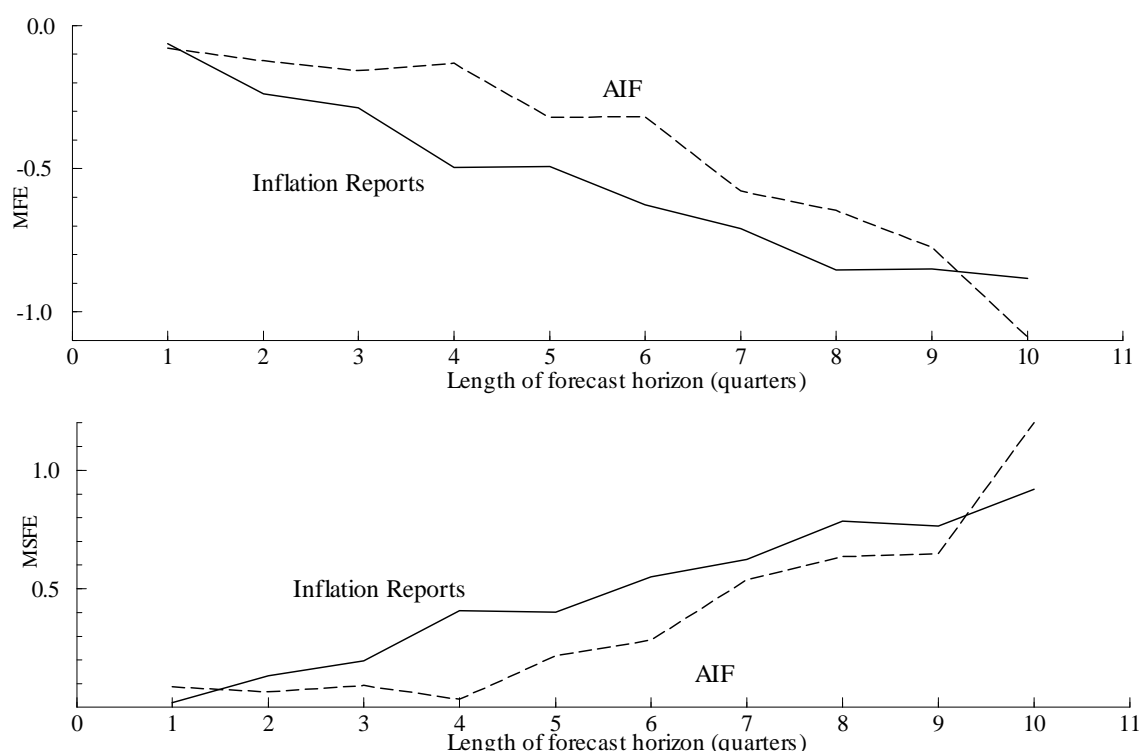 0.0
AIF
-0.5
Inflation Reports
MFE
-1.0
0 1 2 3 4 5 6 7 8 9 10 11
Length of forecast horizon (quarters)
1.0
MSFE
Inflation Reports
0.5
AIF
0 1 2 3 4 5 6 7 8 9 10 11
Length of forecast horizon (quarters)